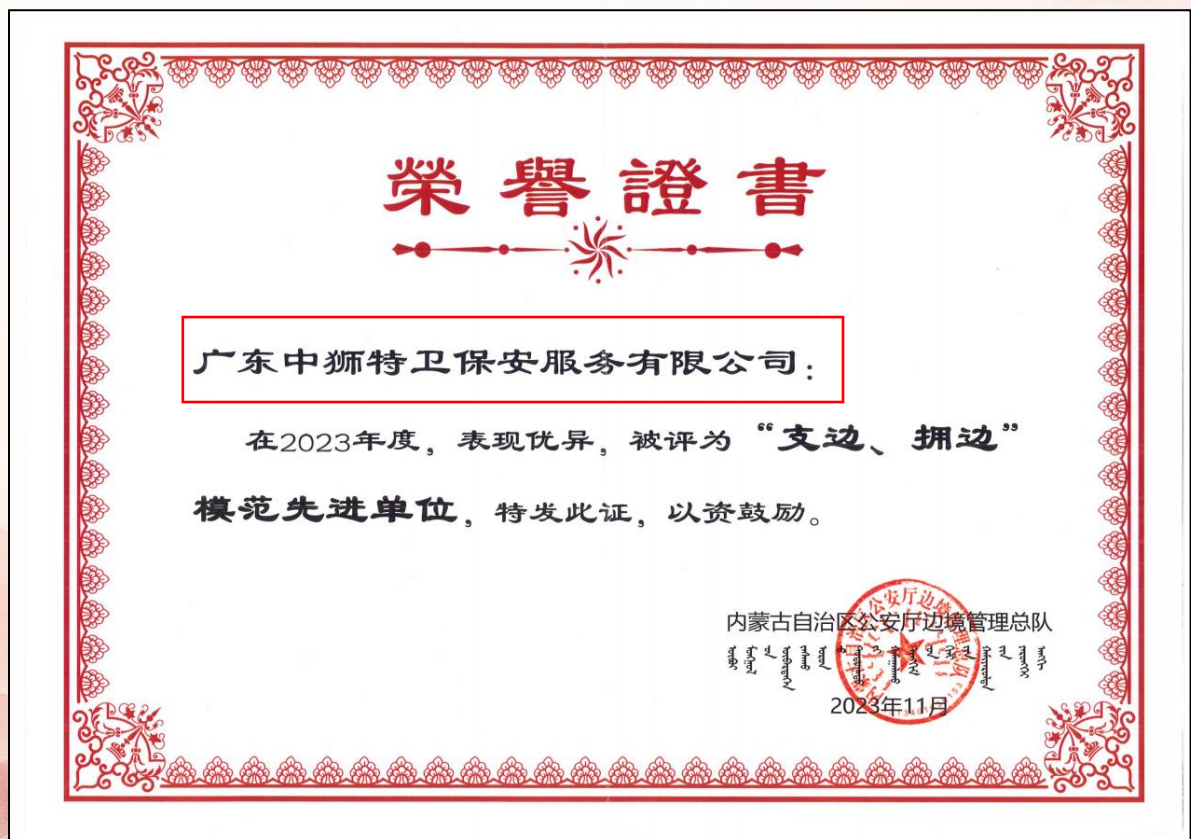 榮譽證書
广东中狮特卫保安服务有限公司:
在2023年度，表现优异，被评为“支边、拥边”
模范先进单位，特发此证，以资鼓励。
内蒙古自治区公安厅边境管理总队
2023年11月